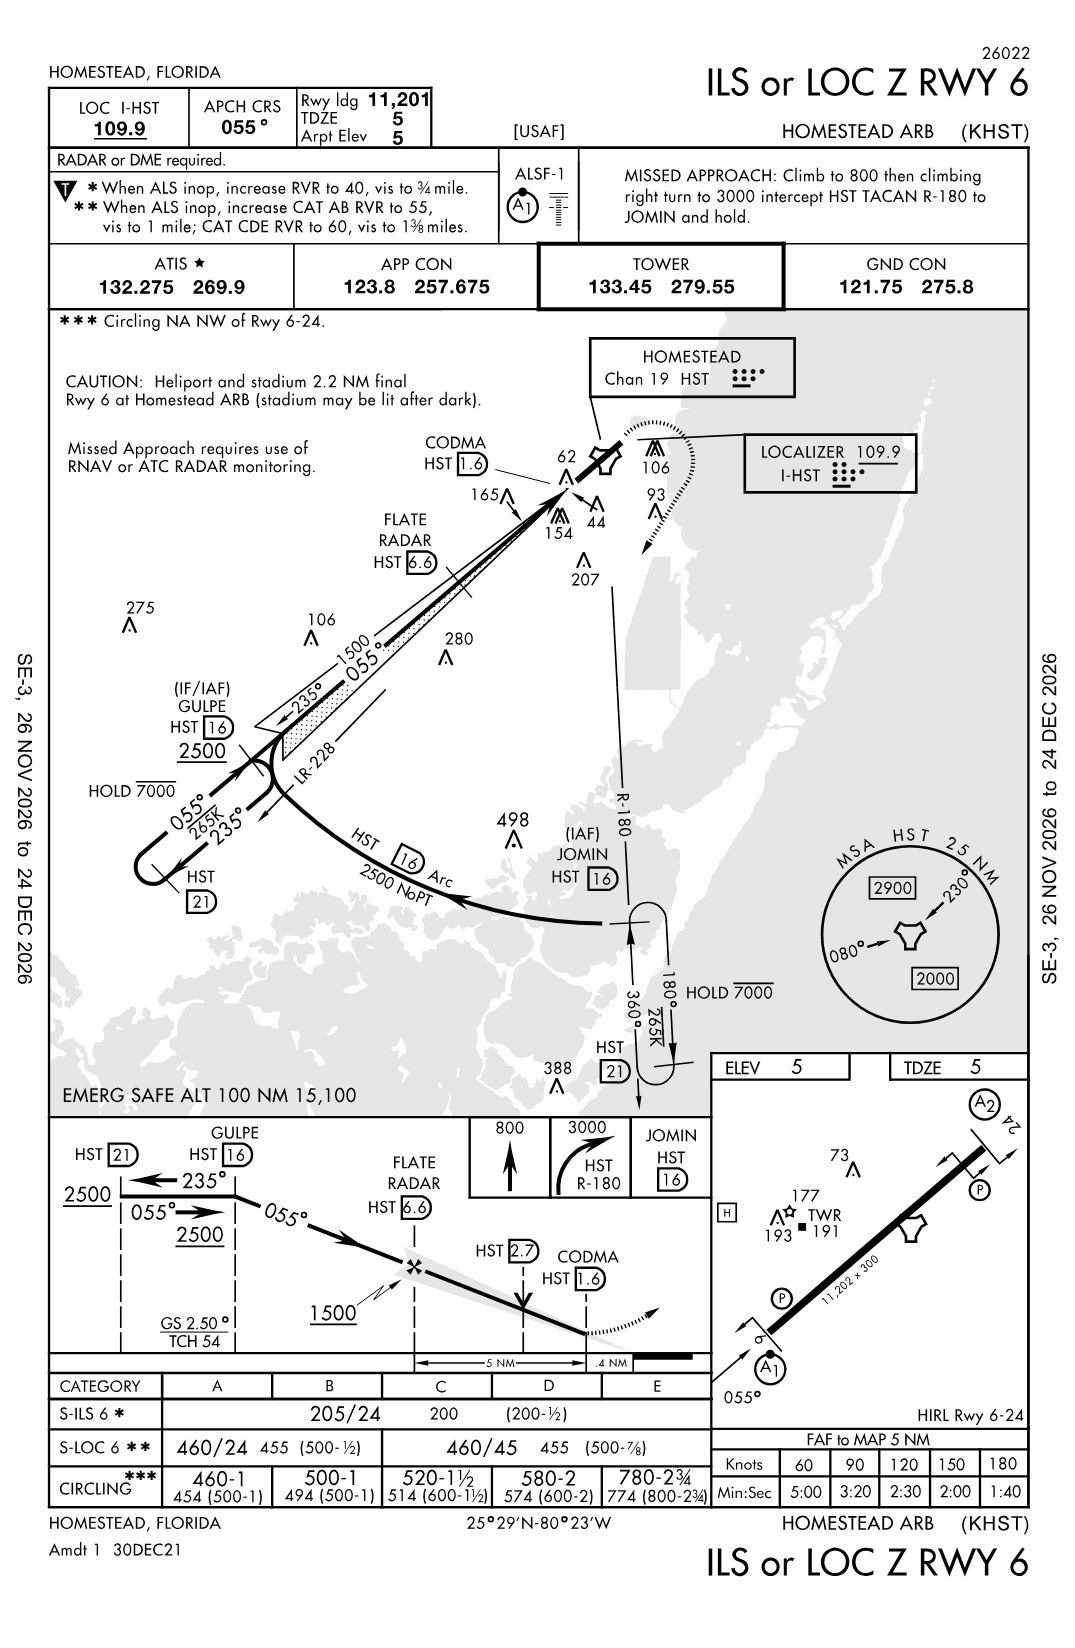 26022
HOMESTEAD, FLORIDA
ILS or LOC Z RWY 6
LOC I-HST
109.9
APCH CRS
055°
Rwy ldg 11,201
TDZE 5
Arpt Elev 5
[USAF]
HOMESTEAD ARB (KHST)
RADAR or DME required.
T
* When ALS inop, increase RVR to 40, vis to ¾ mile.
** When ALS inop, increase CAT AB RVR to 55,
vis to 1 mile; CAT CDE RVR to 60, vis to 1⅜ miles.
ALSF-1
A1
MISSED APPROACH: Climb to 800 then climbing
right turn to 3000 intercept HST TACAN R-180 to
JOMIN and hold.
ATIS ★
132.275 269.9
APP CON
123.8 257.675
TOWER
133.45 279.55
GND CON
121.75 275.8
*** Circling NA NW of Rwy 6-24.
CAUTION: Heliport and stadium 2.2 NM final
Rwy 6 at Homestead ARB (stadium may be lit after dark).
Missed Approach requires use of
RNAV or ATC RADAR monitoring.
HOMESTEAD
Chan 19 HST
LOCALIZER 109.9
I-HST
CODMA
HST 1.6
62
106
165
93
44
154
207
FLATE
RADAR
HST 6.6
275
106
280
1500
055°
235°
(IF/IAF)
GULPE
HST 16
2500
LR-228
HOLD 7000
055°
265K
235°
HST
21
HST 16 Arc
2500 NoPT
498
(IAF)
JOMIN
HST 16
R-180
MSA HST 25 NM
2900
230°
080°
2000
180°
360°
265K
HOLD 7000
HST
21
388
EMERG SAFE ALT 100 NM 15,100
SE-3, 26 NOV 2026 to 24 DEC 2026
SE-3, 26 NOV 2026 to 24 DEC 2026
ELEV 5
TDZE 5
A2
24
P
73
H
177
TWR
193
191
11,202 x 300
P
6
A1
055°
HIRL Rwy 6-24
HST 21
GULPE
HST 16
2500
235°
055°
2500
055°
FLATE
RADAR
HST 6.6
1500
HST 2.7
CODMA
HST 1.6
GS 2.50°
TCH 54
5 NM
.4 NM
800
3000
HST
R-180
JOMIN
HST
16
CATEGORY A B C D E
S-ILS 6 * 205/24 200 (200-½)
S-LOC 6 ** 460/24 455 (500-½) 460/45 455 (500-⅞)
CIRCLING *** 460-1 500-1 520-1½ 580-2 780-2¾
454 (500-1) 494 (500-1) 514 (600-1½) 574 (600-2) 774 (800-2¾)
FAF to MAP 5 NM
Knots 60 90 120 150 180
Min:Sec 5:00 3:20 2:30 2:00 1:40
HOMESTEAD, FLORIDA
25°29'N-80°23'W
HOMESTEAD ARB (KHST)
Amdt 1 30DEC21
ILS or LOC Z RWY 6